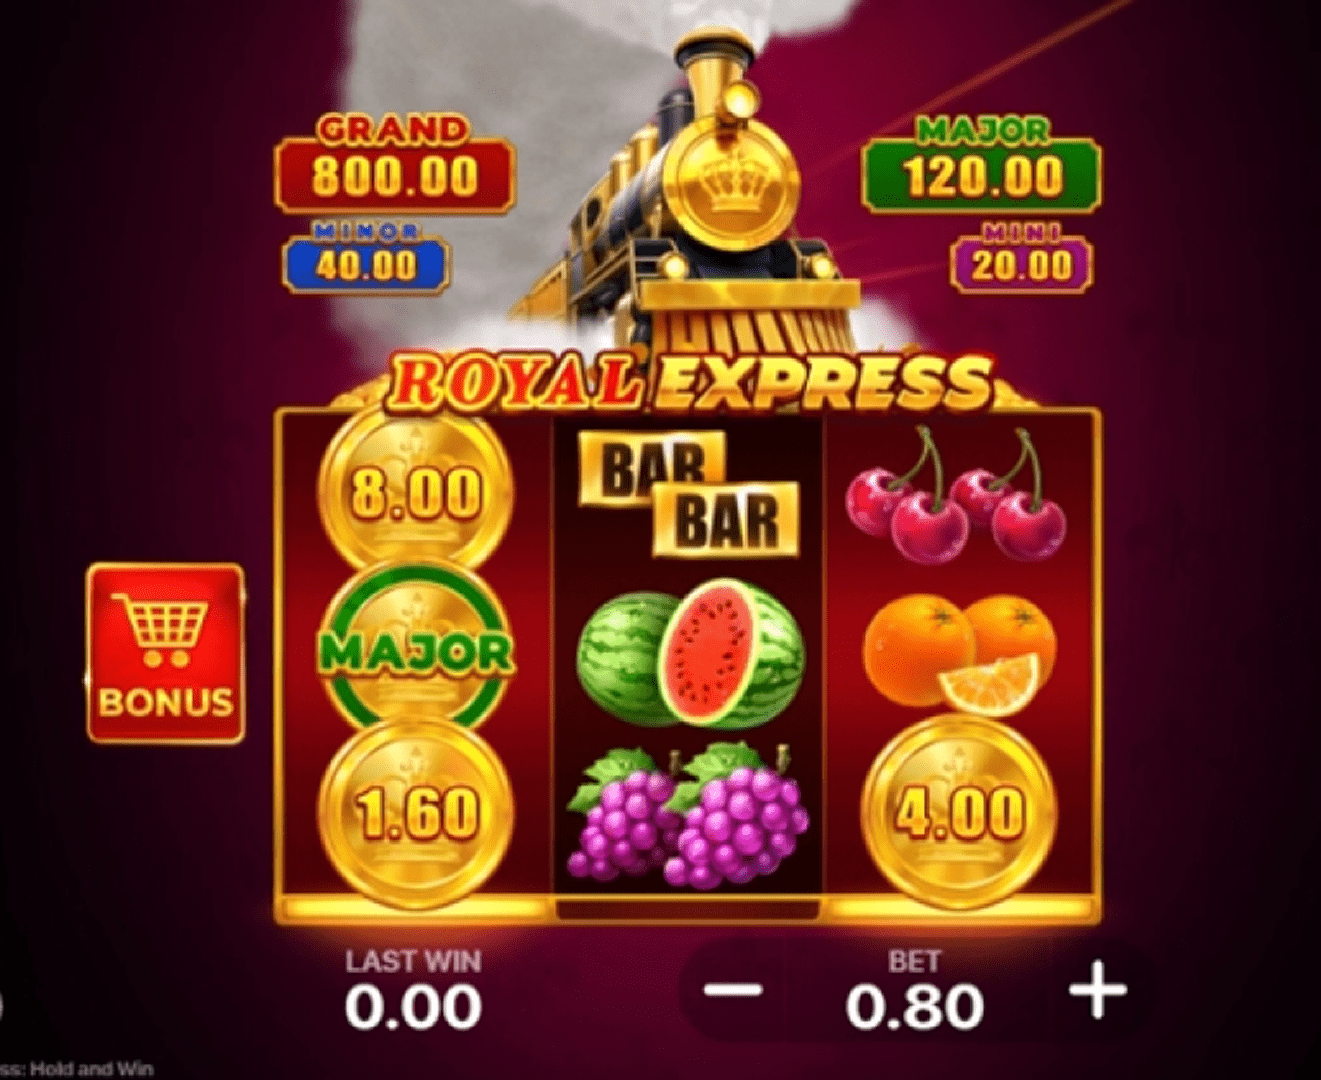 GRAND
800.00
MAJOR
120.00
MINOR
40.00
MINI
20.00
ROYAL EXPRESS
8.00
BAR
BAR
MAJOR
BONUS
1.60
4.00
LAST WIN
0.00
BET
0.80
ss: Hold and Win